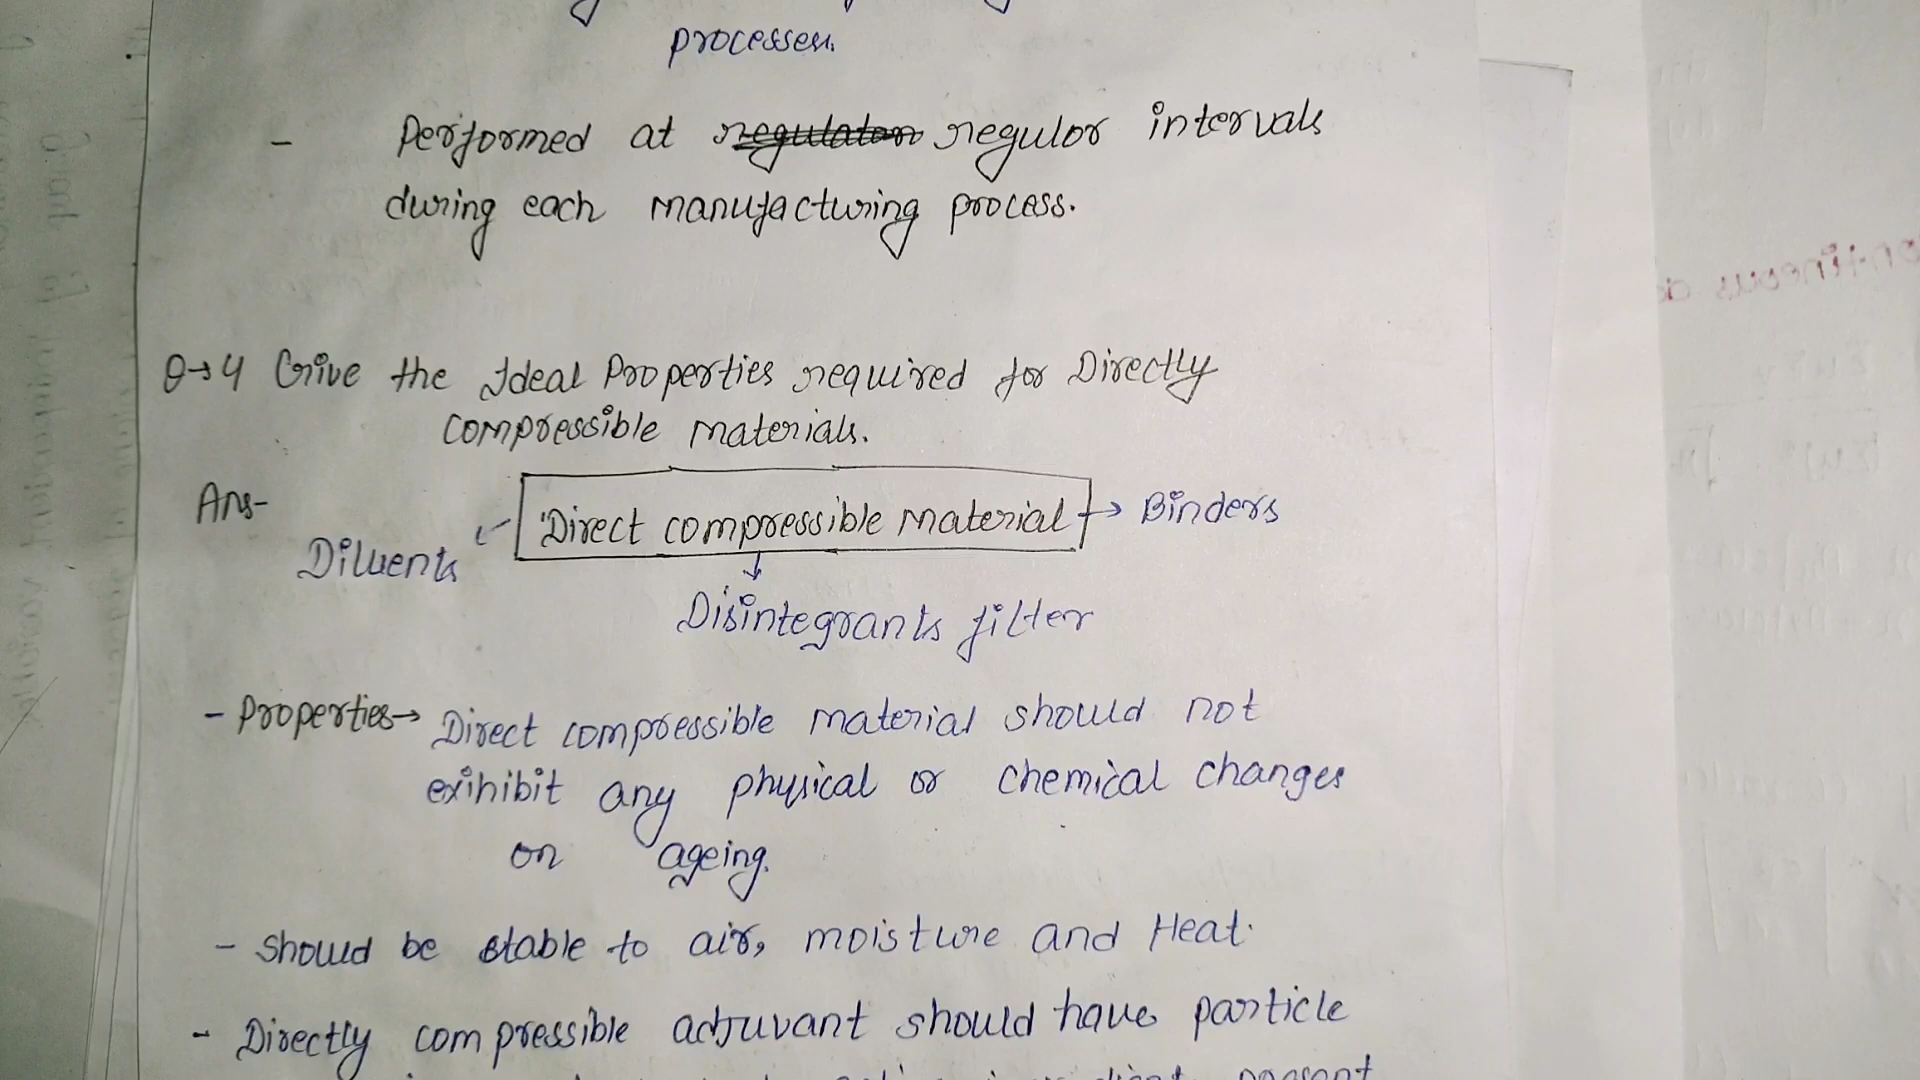 processes.
- Performed at regular intervals
during each manufacturing process.
Q→4 Give the Ideal Properties required for Directly
compressible materials.
Ans-
Direct compressible material → Binders
Diluents
Disintegrants filter
- Properties → Direct compressible material should not
exihibit any physical or chemical changes
on ageing.
- should be stable to air, moisture and Heat.
- Directly compressible adjuvant should have particle
present